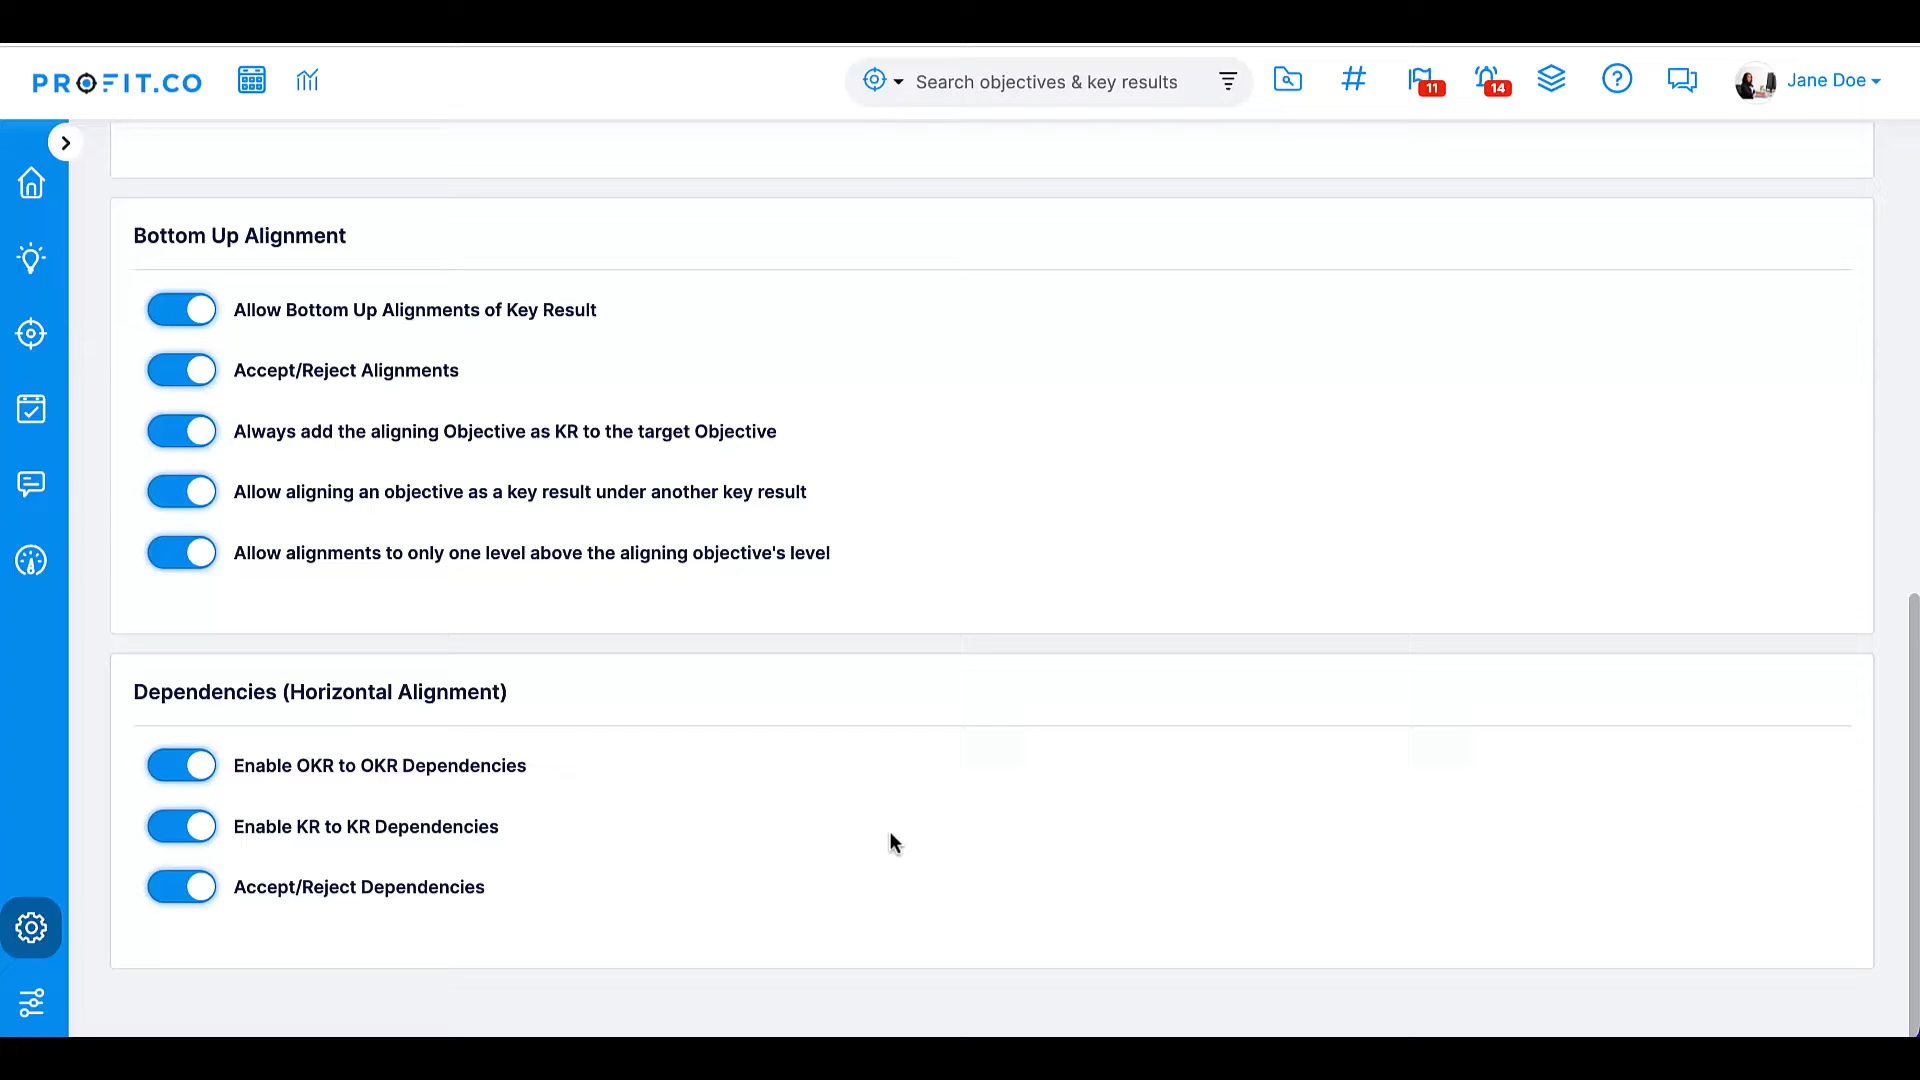 PROFIT.CO
Search objectives & key results
11
14
Jane Doe
Bottom Up Alignment
Allow Bottom Up Alignments of Key Result
Accept/Reject Alignments
Always add the aligning Objective as KR to the target Objective
Allow aligning an objective as a key result under another key result
Allow alignments to only one level above the aligning objective's level
Dependencies (Horizontal Alignment)
Enable OKR to OKR Dependencies
Enable KR to KR Dependencies
Accept/Reject Dependencies